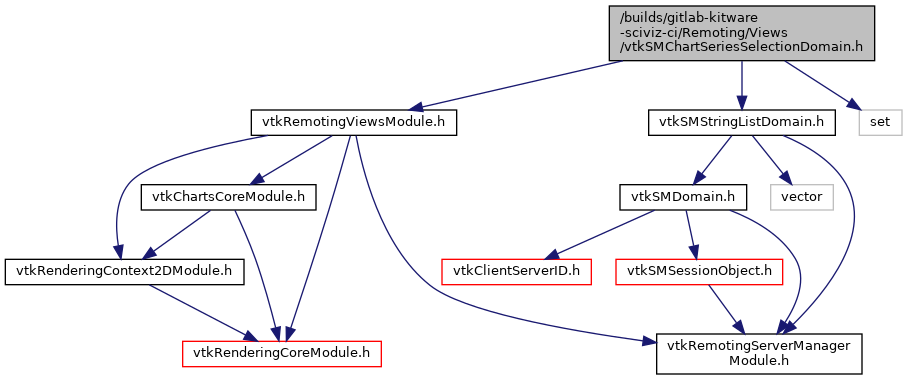 /builds/gitlab-kitware
-sciviz-ci/Remoting/Views
/vtkSMChartSeriesSelectionDomain.h
vtkRemotingViewsModule.h
vtkSMStringListDomain.h
set
vtkChartsCoreModule.h
vtkSMDomain.h
vector
vtkRenderingContext2DModule.h
vtkClientServerID.h
vtkSMSessionObject.h
vtkRenderingCoreModule.h
vtkRemotingServerManager
Module.h